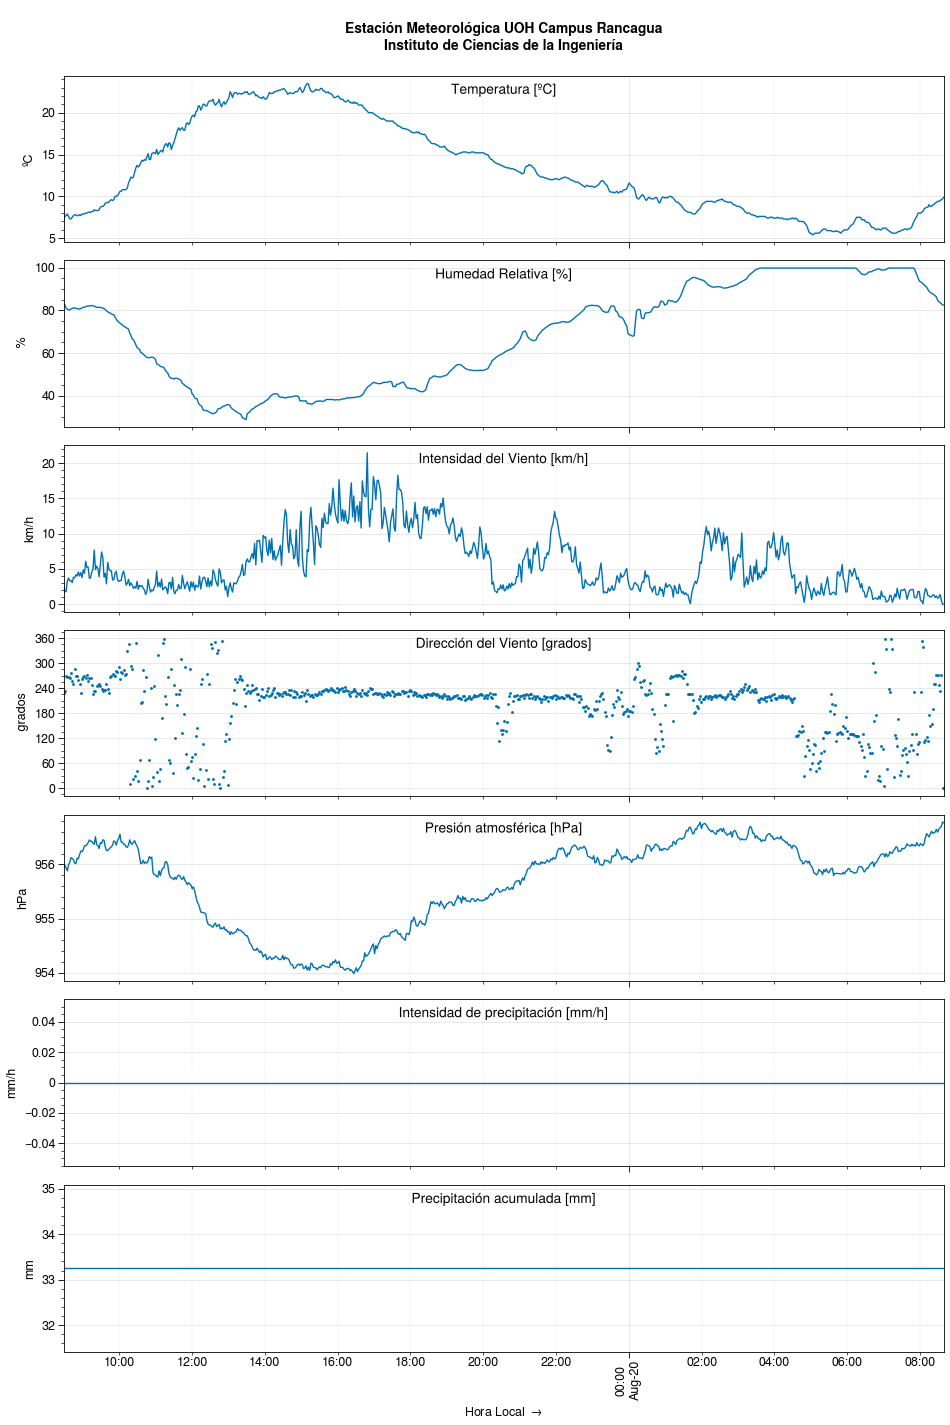 Estación Meteorológica UOH Campus Rancagua
Instituto de Ciencias de la Ingeniería
Temperatura [ºC]
ºC
20
15
10
5
Humedad Relativa [%]
%
100
80
60
40
Intensidad del Viento [km/h]
km/h
20
15
10
5
0
Dirección del Viento [grados]
grados
360
300
240
180
120
60
0
Presión atmosférica [hPa]
hPa
956
955
954
Intensidad de precipitación [mm/h]
mm/h
0.04
0.02
0
−0.02
−0.04
Precipitación acumulada [mm]
mm
35
34
33
32
10:00 12:00 14:00 16:00 18:00 20:00 22:00 00:00 02:00 04:00 06:00 08:00
Aug-20
Hora Local →